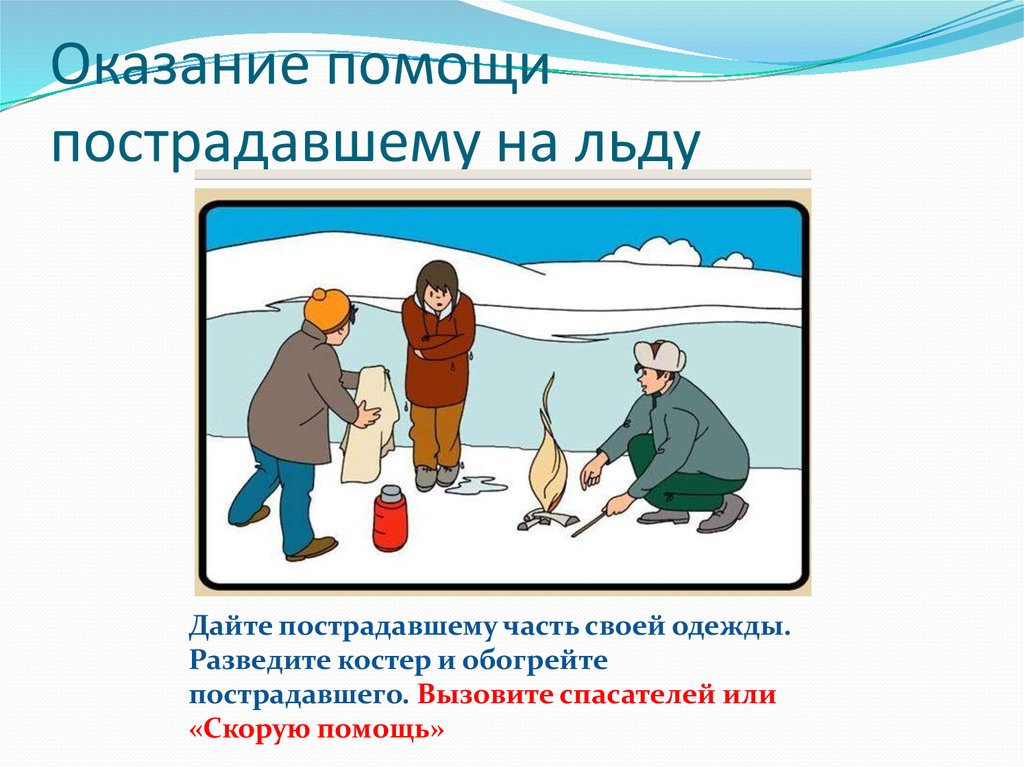 Оказание помощи
пострадавшему на льду
Дайте пострадавшему часть своей одежды.
Разведите костер и обогрейте
пострадавшего. Вызовите спасателей или
«Скорую помощь»